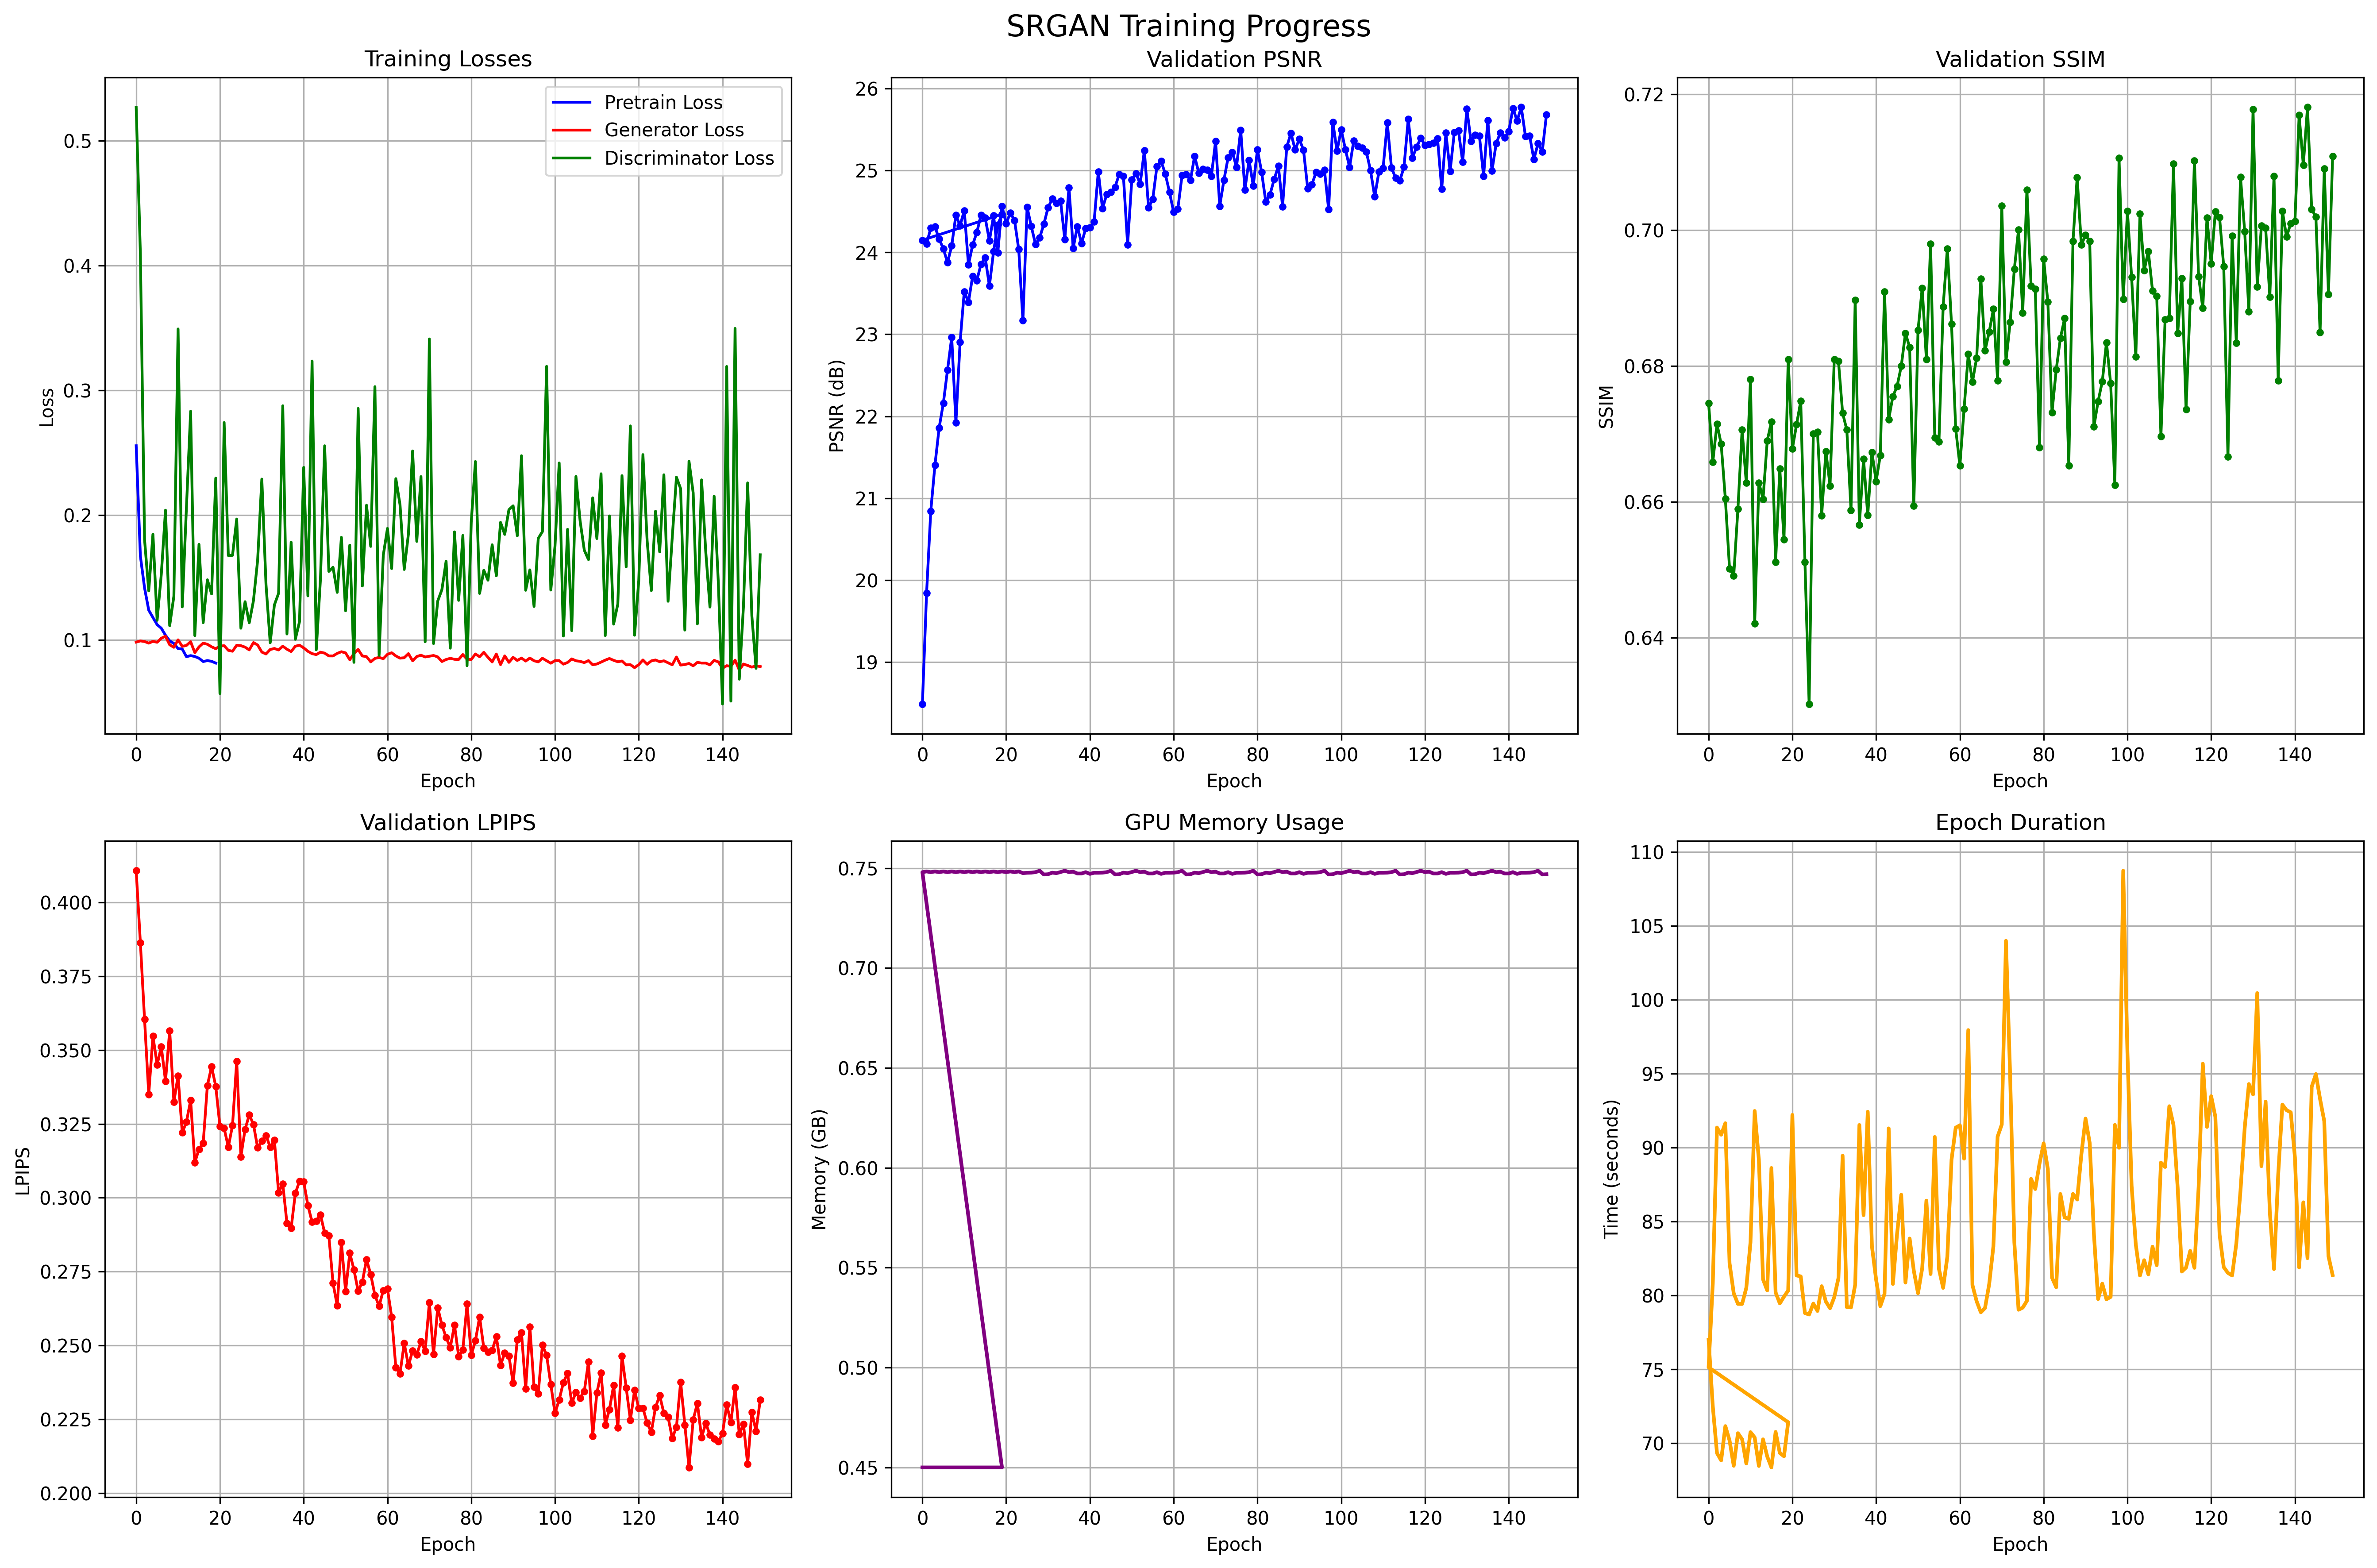 SRGAN Training Progress
Training Losses
Loss
0.5
0.4
0.3
0.2
0.1
Pretrain Loss
Generator Loss
Discriminator Loss
0 20 40 60 80 100 120 140
Epoch
Validation PSNR
PSNR (dB)
26
25
24
23
22
21
20
19
0 20 40 60 80 100 120 140
Epoch
Validation SSIM
SSIM
0.72
0.70
0.68
0.66
0.64
0 20 40 60 80 100 120 140
Epoch
Validation LPIPS
LPIPS
0.400
0.375
0.350
0.325
0.300
0.275
0.250
0.225
0.200
0 20 40 60 80 100 120 140
Epoch
GPU Memory Usage
Memory (GB)
0.75
0.70
0.65
0.60
0.55
0.50
0.45
0 20 40 60 80 100 120 140
Epoch
Epoch Duration
Time (seconds)
110
105
100
95
90
85
80
75
70
0 20 40 60 80 100 120 140
Epoch